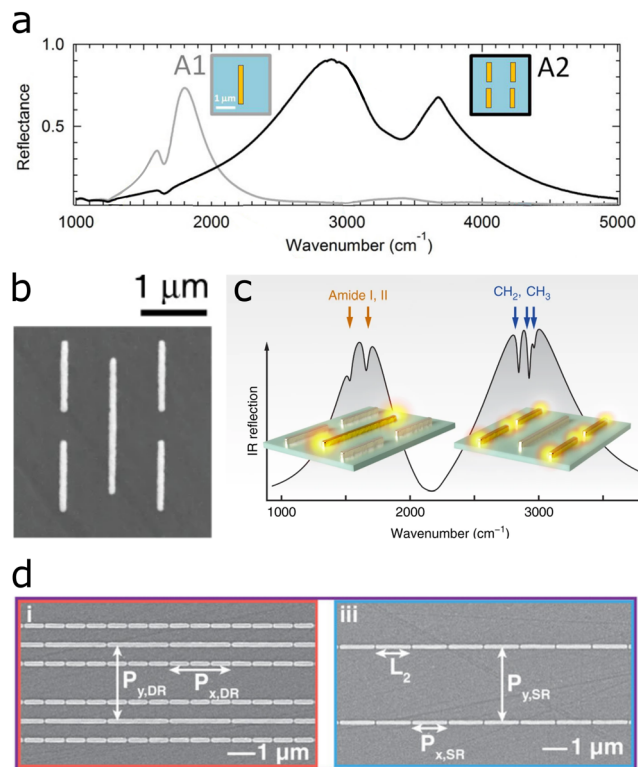 a
1.0
0.5
Reflectance
A1
1 μm
A2
1000
2000
3000
4000
5000
Wavenumber (cm⁻¹)
b
1 μm
c
Amide I, II
CH₂, CH₃
IR reflection
1000
2000
3000
Wavenumber (cm⁻¹)
d
i
P_y,DR
P_x,DR
1 μm
iii
L₂
P_y,SR
P_x,SR
1 μm